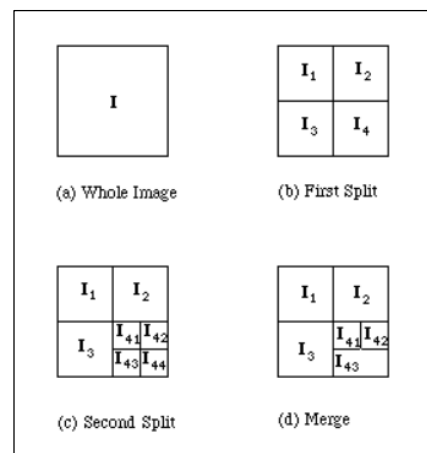 I
(a) Whole Image
I₁ I₂
I₃ I₄
(b) First Split
I₁ I₂
I₃ I₄₁ I₄₂
I₄₃ I₄₄
(c) Second Split
I₁ I₂
I₃ I₄₁ I₄₂
I₄₃
(d) Merge